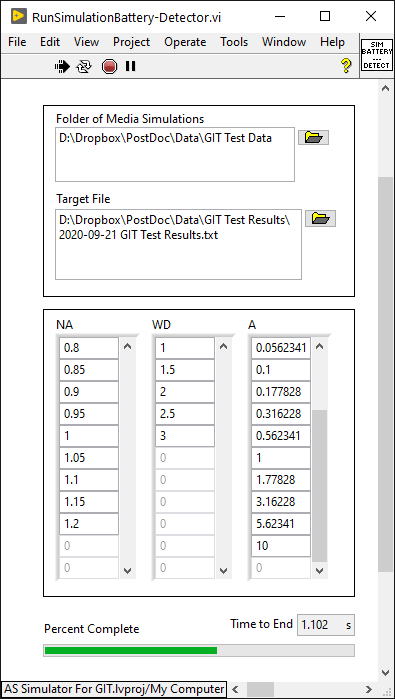 RunSimulationBattery-Detector.vi
File Edit View Project Operate Tools Window Help
SIM
BATTERY
...
DETECT
?
Folder of Media Simulations
D:\Dropbox\PostDoc\Data\GIT Test Data
Target File
D:\Dropbox\PostDoc\Data\GIT Test Results\
2020-09-21 GIT Test Results.txt
NA WD A
0.8 1 0.0562341
0.85 1.5 0.1
0.9 2 0.177828
0.95 2.5 0.316228
1 3 0.562341
1.05 0 1
1.1 0 1.77828
1.15 0 3.16228
1.2 0 5.62341
0 0 10
0 0 0
Percent Complete
Time to End 1.102 s
AS Simulator For GIT.lvproj/My Computer